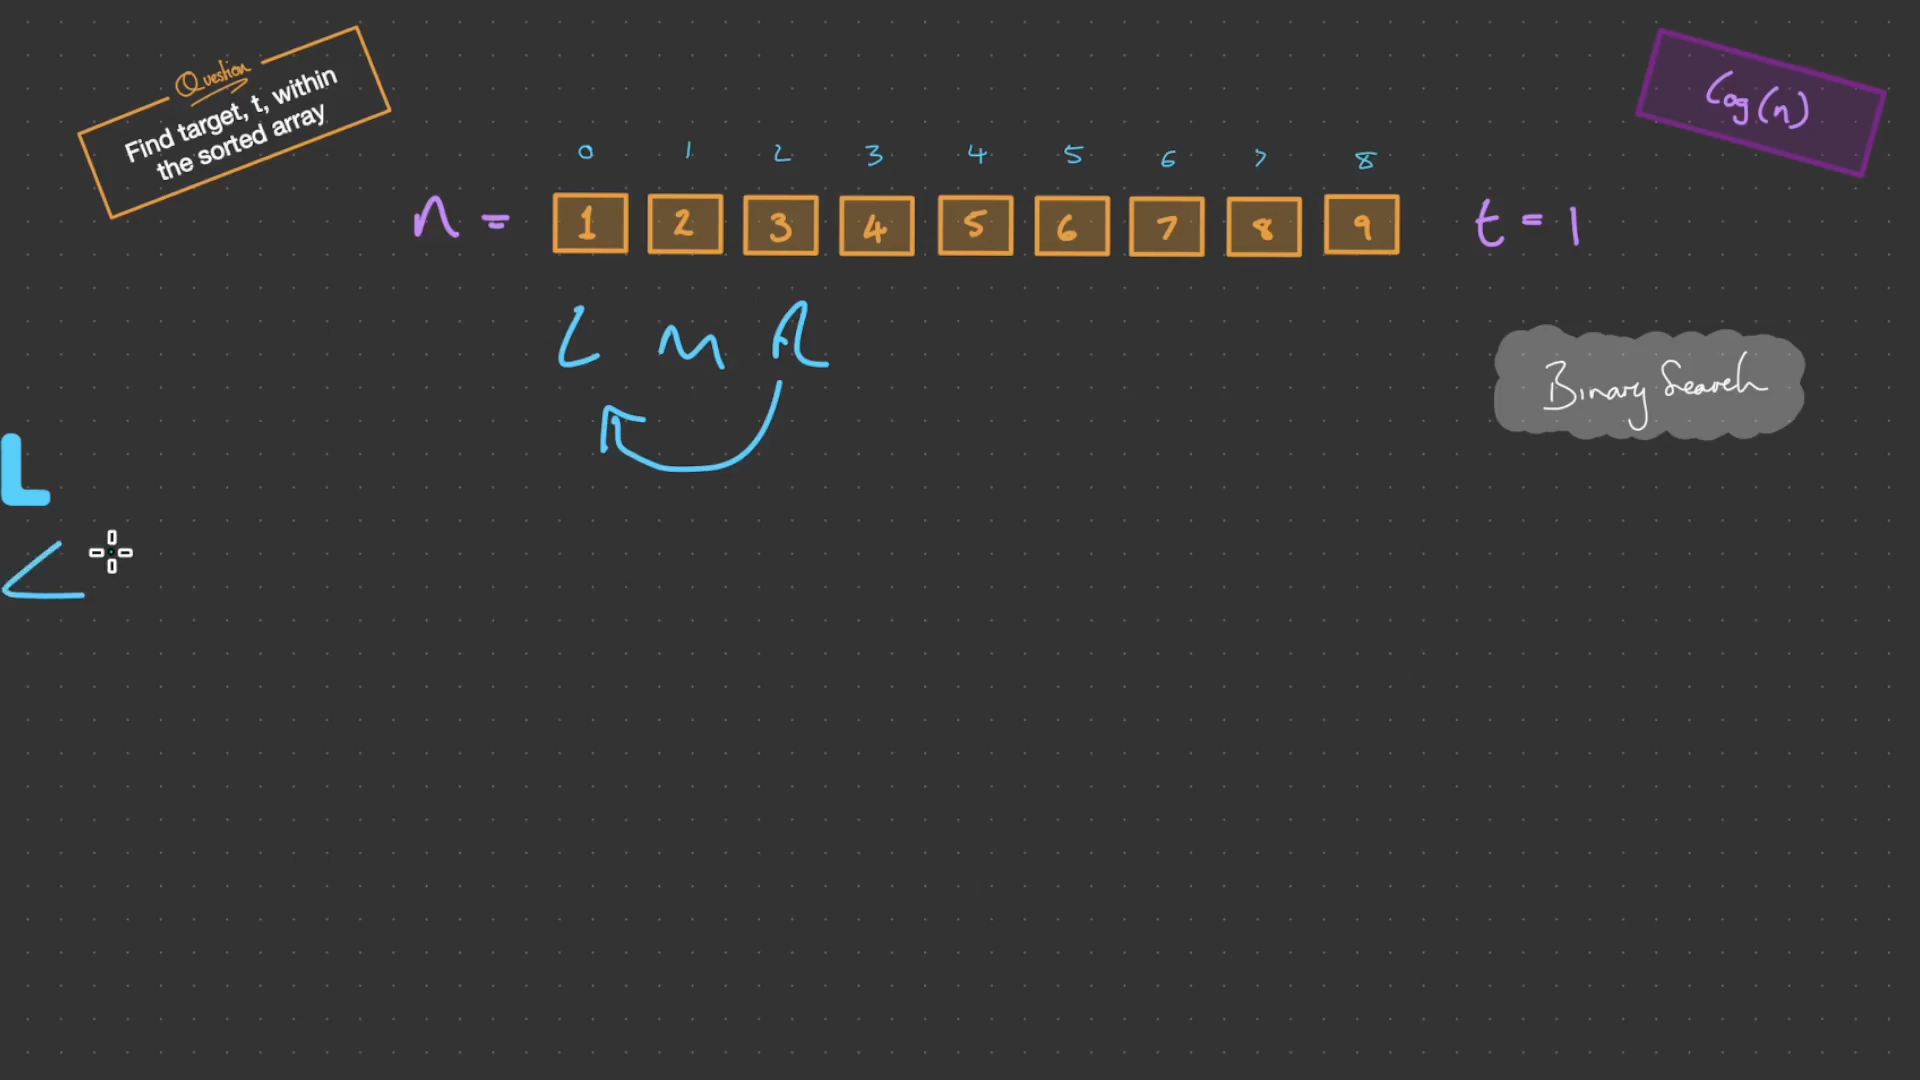 Question
Find target, t, within
the sorted array
Log(n)
0 1 2 3 4 5 6 7 8
n = 1 2 3 4 5 6 7 8 9 t = 1
L M R
Binary Search
L
L